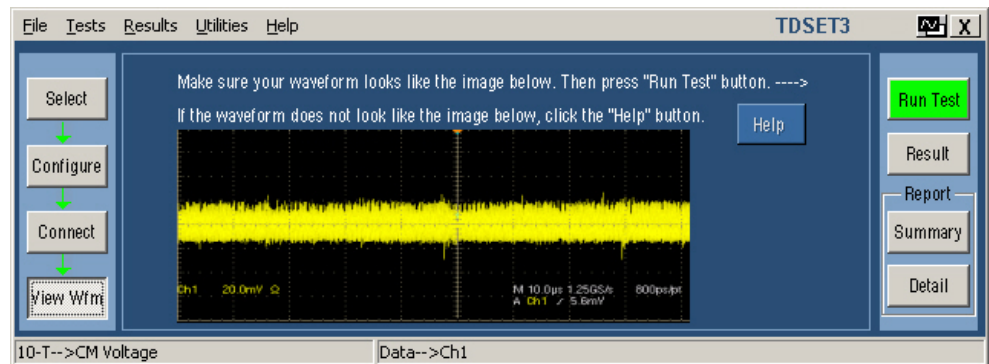 File Tests Results Utilities Help TDSET3 X
Select
Configure
Connect
View Wfm
Make sure your waveform looks like the image below. Then press "Run Test" button. ---->
If the waveform does not look like the image below, click the "Help" button.
Help
Ch1 20.0mV Ω
M 10.0µs 1.25GS/s 800ps/pt
A Ch1 / 5.6mV
Run Test
Result
Report
Summary
Detail
10-T-->CM Voltage Data-->Ch1